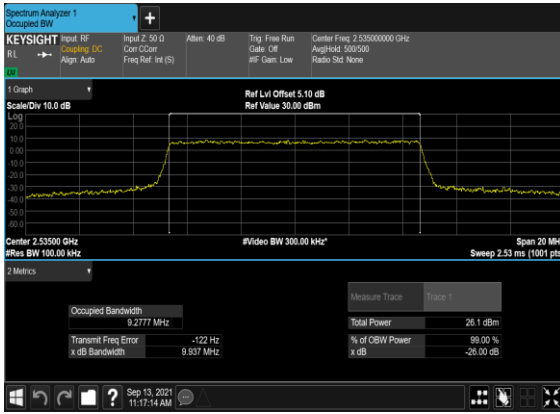 Spectrum Analyzer 1
Occupied BW
KEYSIGHT
RL
LW
Input: RF
Coupling: DC
Align: Auto
Input Z: 50 Ω
Corr CCorr
Freq Ref: Int (S)
Atten: 40 dB
Trig: Free Run
Gate: Off
#IF Gain: Low
Center Freq: 2.535000000 GHz
Avg|Hold: 500/500
Radio Std: None
1 Graph
Scale/Div 10.0 dB
Ref Lvl Offset 5.10 dB
Ref Value 30.00 dBm
Log
20.0
10.0
0.00
-10.0
-20.0
-30.0
-40.0
-50.0
-60.0
Center 2.53500 GHz
#Res BW 100.00 kHz
#Video BW 300.00 kHz*
Span 20 MH
Sweep 2.53 ms (1001 pts
2 Metrics
Measure Trace
Trace 1
Occupied Bandwidth
9.2777 MHz
Total Power
26.1 dBm
Transmit Freq Error
-122 Hz
% of OBW Power
99.00 %
x dB Bandwidth
9.937 MHz
x dB
-26.00 dB
?
Sep 13, 2021
11:17:14 AM